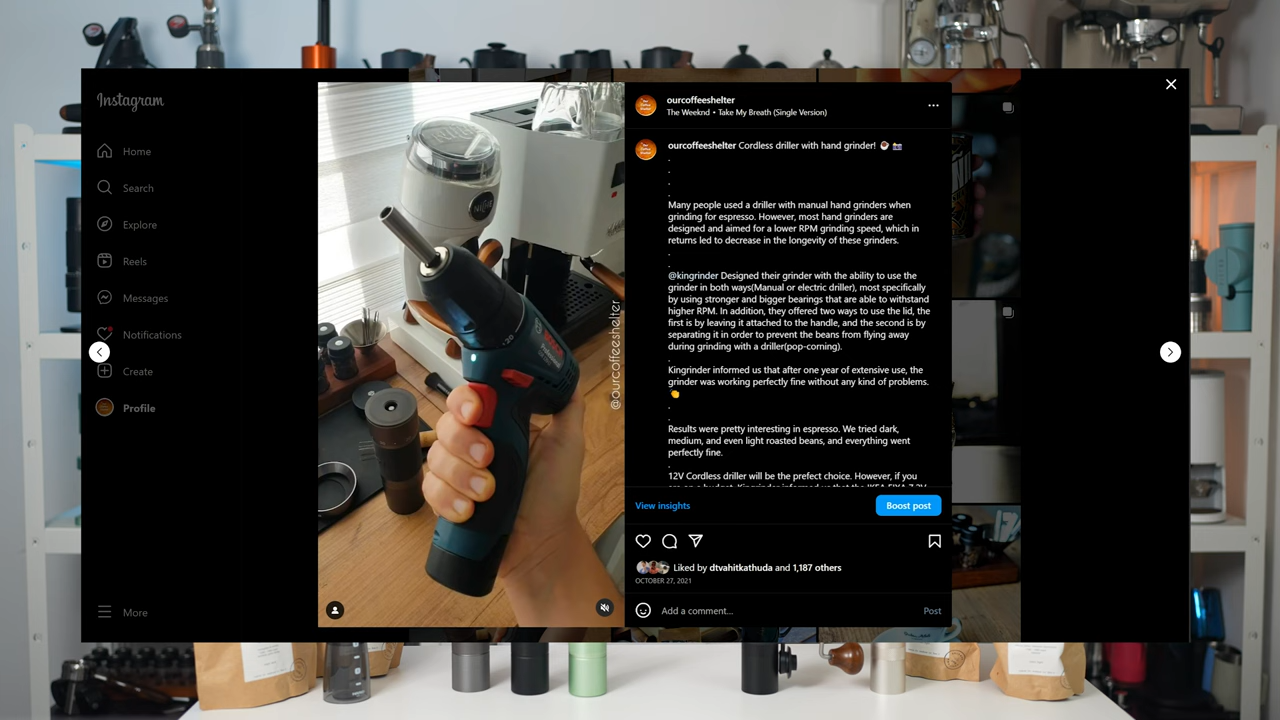 Instagram
Home
Search
Explore
Reels
Messages
Notifications
Create
Profile
More
@ourcoffeeshelter
NICHE
BOSCH
ourcoffeeshelter
The Weeknd • Take My Breath (Single Version)
ourcoffeeshelter Cordless driller with hand grinder! ☕ 📷
.
.
.
.
Many people used a driller with manual hand grinders when
grinding for espresso. However, most hand grinders are
designed and aimed for a lower RPM grinding speed, which in
returns led to decrease in the longevity of these grinders.
.
.
@kingrinder Designed their grinder with the ability to use the
grinder in both ways(Manual or electric driller), most specifically
by using stronger and bigger bearings that are able to withstand
higher RPM. In addition, they offered two ways to use the lid, the
first is by leaving it attached to the handle, and the second is by
separating it in order to prevent the beans from flying away
during grinding with a driller(pop-corning).
.
Kingrinder informed us that after one year of extensive use, the
grinder was working perfectly fine without any kind of problems.
👏
.
.
Results were pretty interesting in espresso. We tried dark,
medium, and even light roasted beans, and everything went
perfectly fine.
.
12V Cordless driller will be the prefect choice. However, if you
View insights
Boost post
Liked by dtvahitkathuda and 1,187 others
OCTOBER 27, 2021
Add a comment...
Post